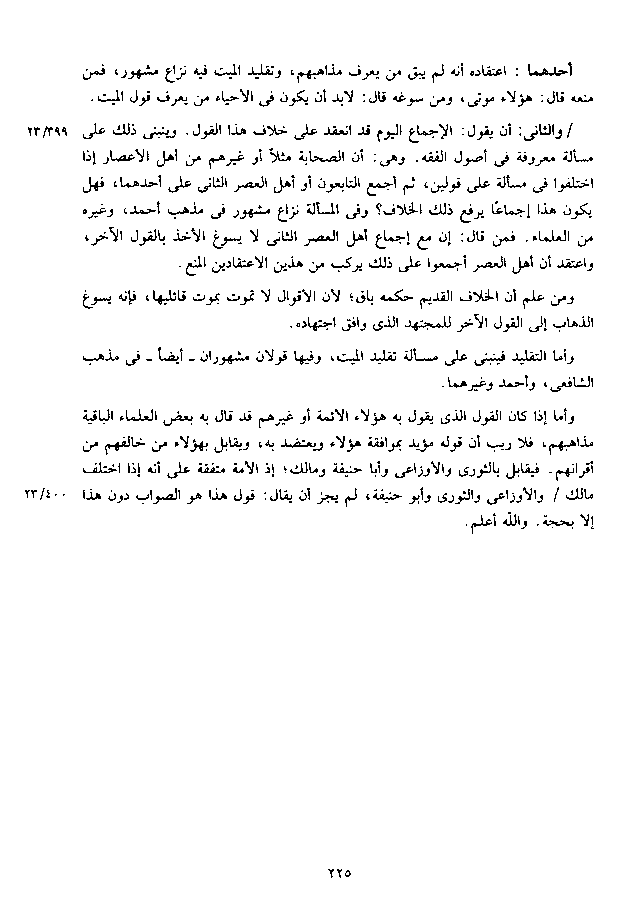 أحدهما : اعتقاده أنه لم يبق من يعرف مذاهبهم، وتقليد الميت فيه نزاع مشهور، فمن
منعه قال: هؤلاء موتى، ومن سوغه قال: لابد أن يكون فى الأحياء من يعرف قول الميت.
/ والثانى: أن يقول: الإجماع اليوم قد انعقد على خلاف هذا القول. وينبنى ذلك على ٢٣/٣٩٩
مسألة معروفة فى أصول الفقه. وهى: أن الصحابة مثلاً أو غيرهم من أهل الأعصار إذا
اختلفوا فى مسألة على قولين، ثم أجمع التابعون أو أهل العصر الثانى على أحدهما، فهل
يكون هذا إجماعًا يرفع ذلك الخلاف؟ وفى المسألة نزاع مشهور فى مذهب أحمد، وغيره
من العلماء. فمن قال: إن مع إجماع أهل العصر الثانى لا يسوغ الأخذ بالقول الآخر،
واعتقد أن أهل العصر أجمعوا على ذلك يركب من هذين الاعتقادين المنع.
ومن علم أن الخلاف القديم حكمه باق؛ لأن الأقوال لا تموت بموت قائليها، فإنه يسوغ
الذهاب إلى القول الآخر للمجتهد الذى وافق اجتهاده.
وأما التقليد فينبنى على مسألة تقليد الميت، وفيها قولان مشهوران ـ أيضاً ـ فى مذهب
الشافعى، وأحمد وغيرهما.
وأما إذا كان القول الذى يقول به هؤلاء الأئمة أو غيرهم قد قال به بعض العلماء الباقية
مذاهبهم، فلا ريب أن قوله مؤيد بموافقة هؤلاء ويعتضد به، ويقابل بهؤلاء من خالفهم من
أقرانهم. فيقابل بالثورى والأوزاعى وأبا حنيفة ومالك؛ إذ الأمة متفقة على أنه إذا اختلف
مالك / والأوزاعى والثورى وأبو حنيفة، لم يجز أن يقال: قول هذا هو الصواب دون هذا ٢٣/٤٠٠
إلا بحجة. والله أعلم.
٢٢٥